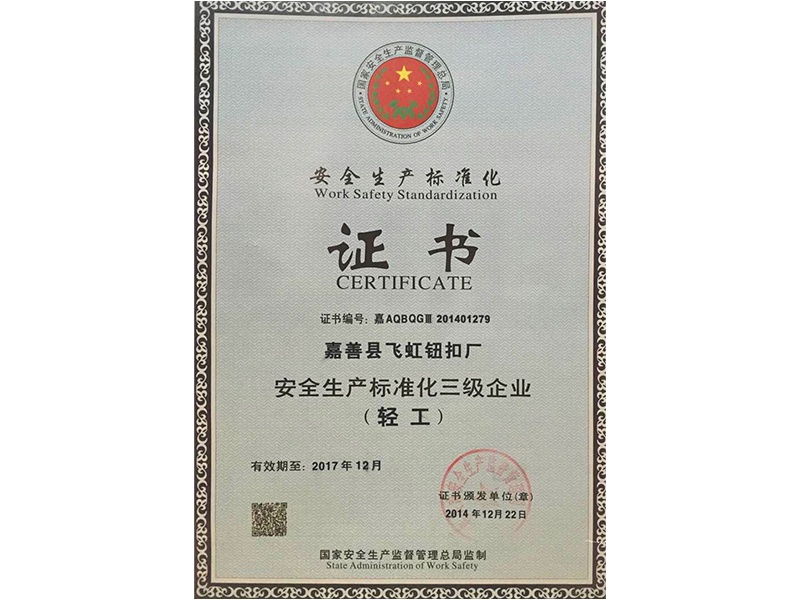 国家安全生产监督管理总局
STATE ADMINISTRATION OF WORK SAFETY
安全生产标准化
Work Safety Standardization
证书
CERTIFICATE
证书编号：嘉AQBQGⅢ 201401279
嘉善县飞虹钮扣厂
安全生产标准化三级企业
（轻工）
有效期至：2017年12月
证书颁发单位(章)
2014年12月22日
国家安全生产监督管理总局监制
State Administration of Work Safety